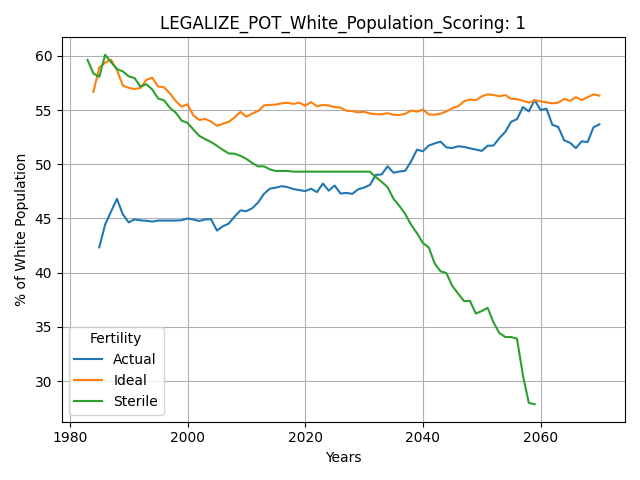 LEGALIZE_POT_White_Population_Scoring: 1
% of White Population
60
55
50
45
40
35
30
Fertility
Actual
Ideal
Sterile
1980
2000
2020
2040
2060
Years